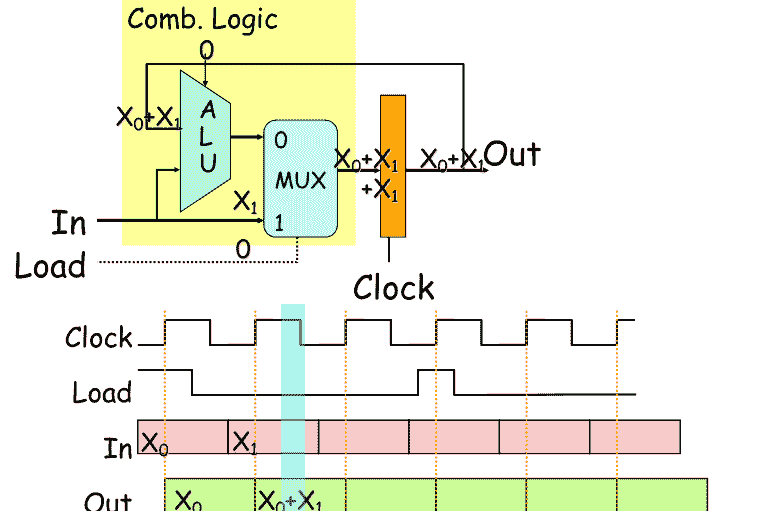 Comb. Logic
0
X₀+X₁
A
L
U
0
MUX
1
X₁
X₀+X₁
+X₁
X₀+X₁
Out
In
0
Load
Clock
Clock
Load
In X₀ X₁
Out X₀ X₀+X₁